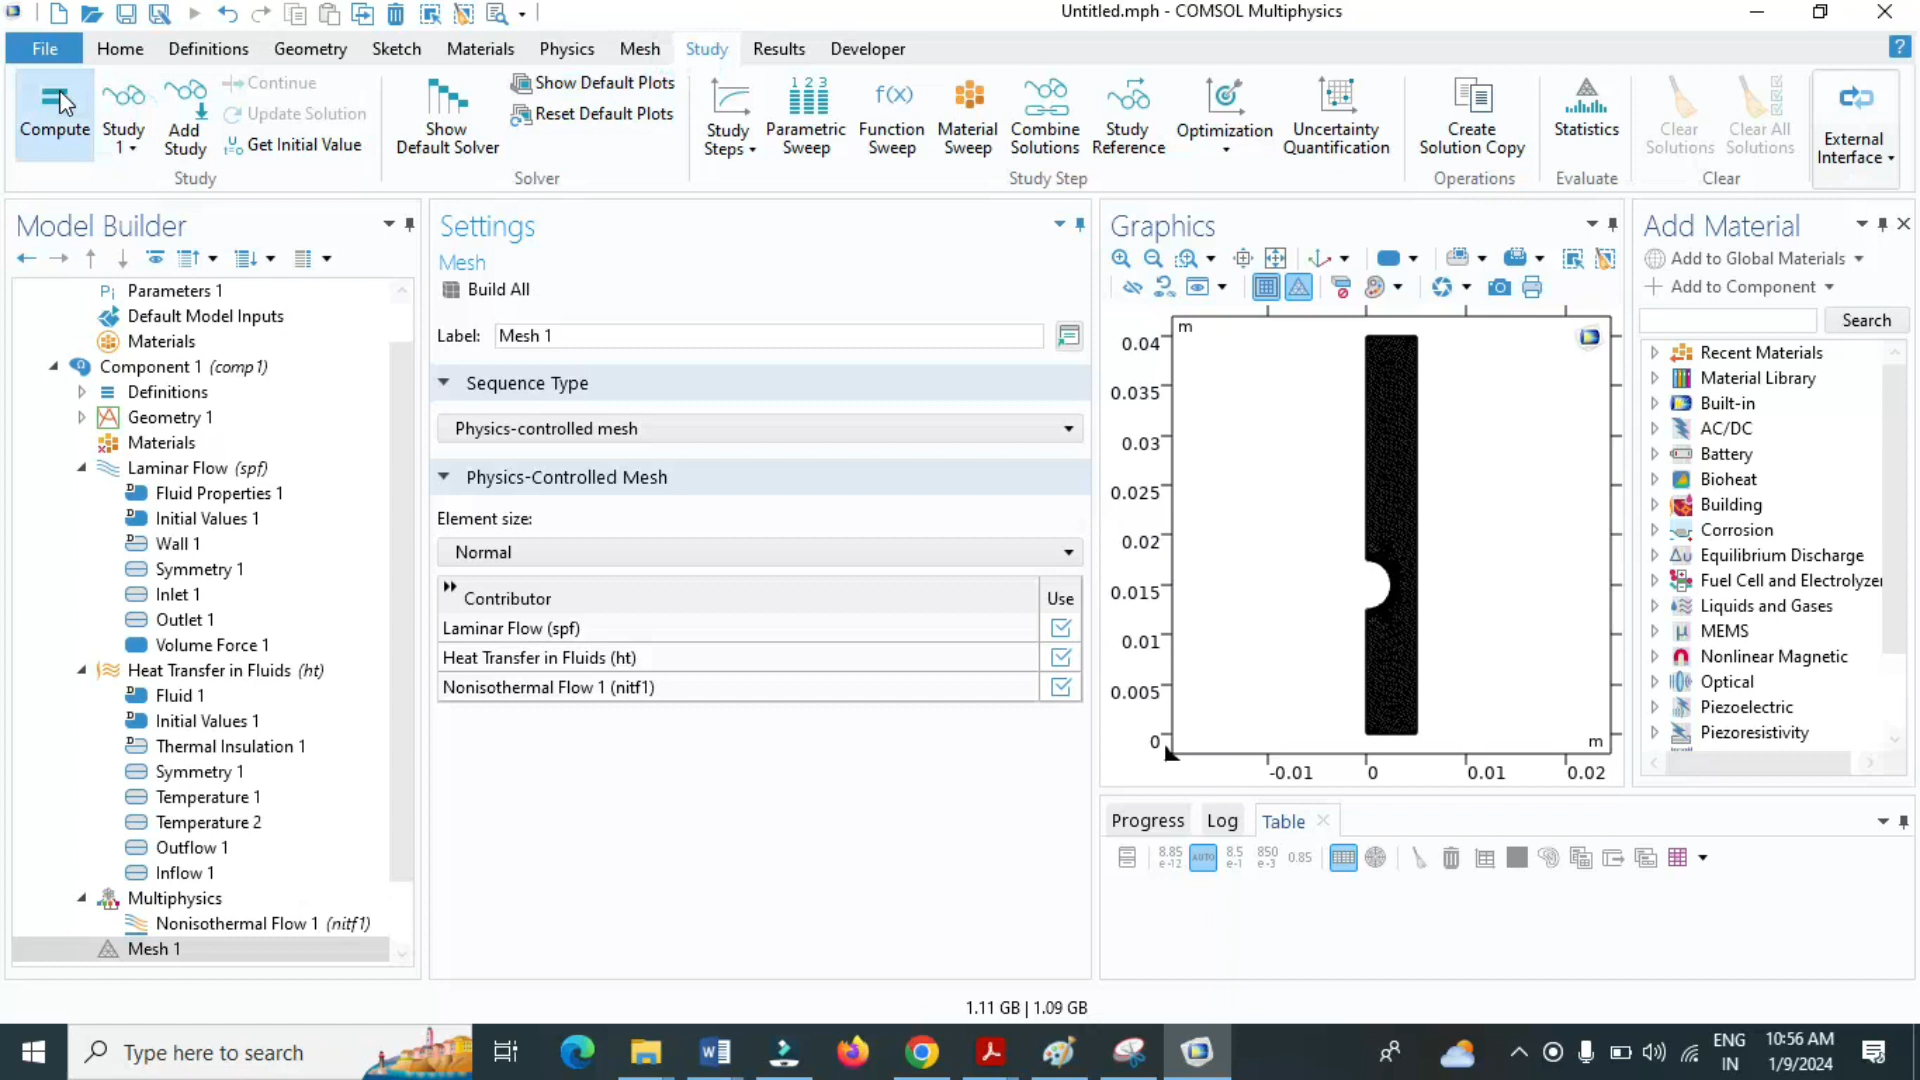 Untitled.mph - COMSOL Multiphysics
File Home Definitions Geometry Sketch Materials Physics Mesh Study Results Developer
Compute
Study 1
Add Study
Continue
Update Solution
Get Initial Value
Study
Show Default Solver
Show Default Plots
Reset Default Plots
Solver
Study Steps
Parametric Sweep
Function Sweep
Material Sweep
Combine Solutions
Study Reference
Optimization
Uncertainty Quantification
Study Step
Create Solution Copy
Operations
Statistics
Evaluate
Clear Solutions
Clear All Solutions
Clear
External Interface
Model Builder
Pi Parameters 1
Default Model Inputs
Materials
Component 1 (comp1)
Definitions
Geometry 1
Materials
Laminar Flow (spf)
Fluid Properties 1
Initial Values 1
Wall 1
Symmetry 1
Inlet 1
Outlet 1
Volume Force 1
Heat Transfer in Fluids (ht)
Fluid 1
Initial Values 1
Thermal Insulation 1
Symmetry 1
Temperature 1
Temperature 2
Outflow 1
Inflow 1
Multiphysics
Nonisothermal Flow 1 (nitf1)
Mesh 1
Settings
Mesh
Build All
Label: Mesh 1
Sequence Type
Physics-controlled mesh
Physics-Controlled Mesh
Element size:
Normal
Contributor Use
Laminar Flow (spf)
Heat Transfer in Fluids (ht)
Nonisothermal Flow 1 (nitf1)
Graphics
m
0.04
0.035
0.03
0.025
0.02
0.015
0.01
0.005
0
m
-0.01 0 0.01 0.02
Progress Log Table
8.85 e-12 AUTO 8.5 e-1 850 e-3 0.85
Add Material
Add to Global Materials
Add to Component
Search
Recent Materials
Material Library
Built-in
AC/DC
Battery
Bioheat
Building
Corrosion
Equilibrium Discharge
Fuel Cell and Electrolyzer
Liquids and Gases
MEMS
Nonlinear Magnetic
Optical
Piezoelectric
Piezoresistivity
1.11 GB | 1.09 GB
Type here to search
ENG
IN
10:56 AM
1/9/2024